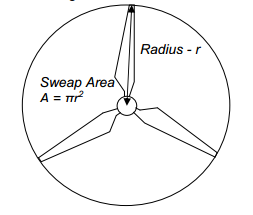 Radius - r
Sweap Area
A = πr²